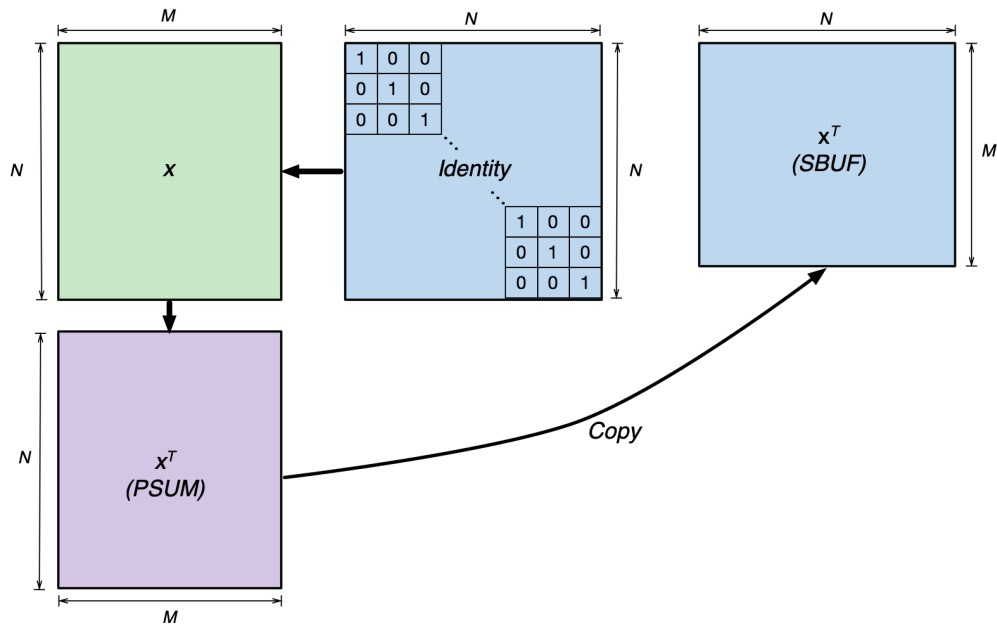 M
N
N
N
x
1 0 0
0 1 0
0 0 1
Identity
1 0 0
0 1 0
0 0 1
N
x^T
(SBUF)
M
N
x^T
(PSUM)
M
Copy